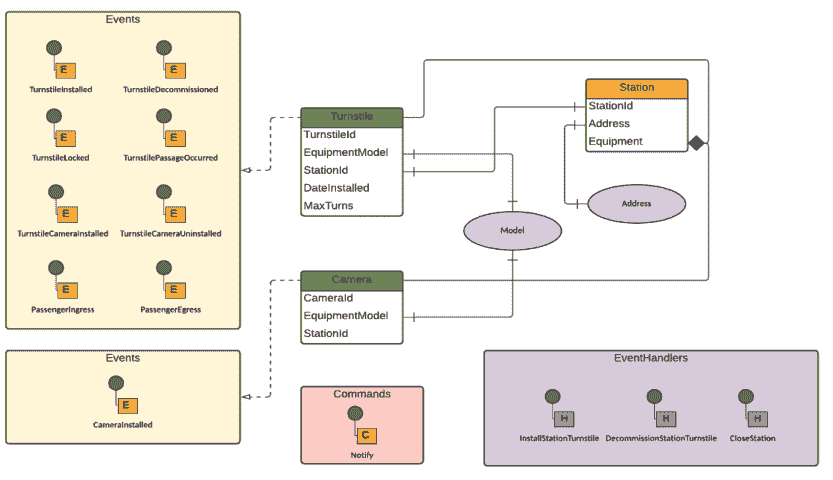 Events
E
E
TurnstileInstalled
TurnstileDecommissioned
E
E
TurnstileLocked
TurnstilePassageOccurred
E
E
TurnstileCameraInstalled
TurnstileCameraUninstalled
E
E
PassengerIngress
PassengerEgress
Turnstile
TurnstileId
EquipmentModel
StationId
DateInstalled
MaxTurns
Station
StationId
Address
Equipment
Model
Address
Camera
CameraId
EquipmentModel
StationId
Events
E
CameraInstalled
Commands
C
Notify
EventHandlers
H
H
H
InstallStationTurnstile
DecommissionStationTurnstile
CloseStation